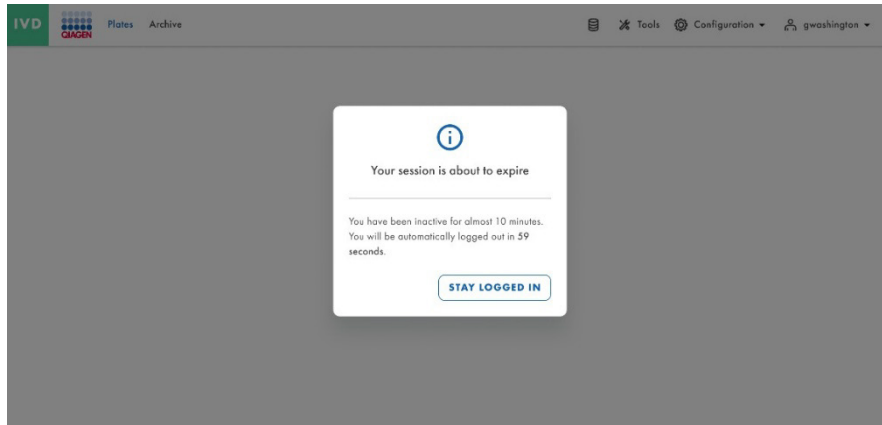 IVD
QIAGEN
Plates
Archive
Tools
Configuration
gwashington
Your session is about to expire
You have been inactive for almost 10 minutes.
You will be automatically logged out in 59
seconds.
STAY LOGGED IN